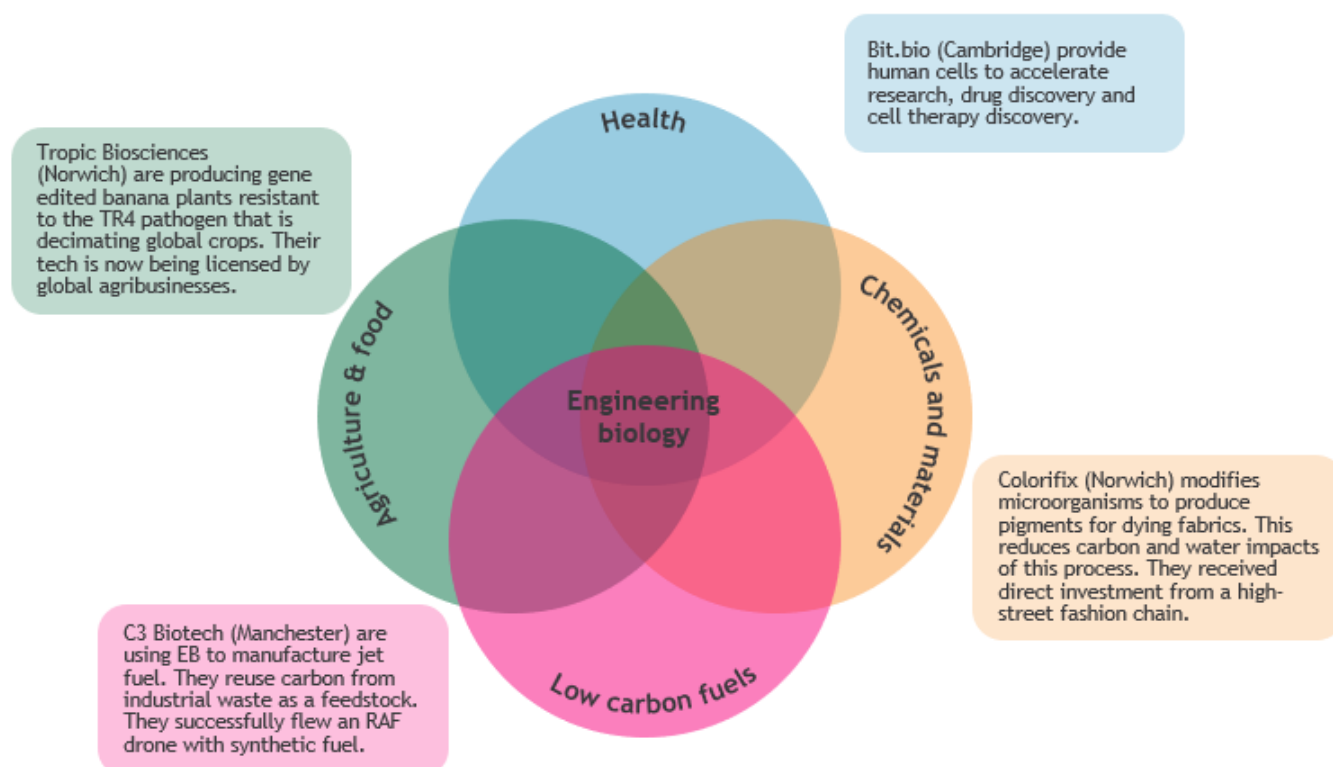 Bit.bio (Cambridge) provide
human cells to accelerate
research, drug discovery and
cell therapy discovery.
Health
Tropic Biosciences
(Norwich) are producing gene
edited banana plants resistant
to the TR4 pathogen that is
decimating global crops. Their
tech is now being licensed by
global agribusinesses.
Agriculture & food
Chemicals and materials
Engineering
biology
Colorifix (Norwich) modifies
microorganisms to produce
pigments for dying fabrics. This
reduces carbon and water impacts
of this process. They received
direct investment from a high-
street fashion chain.
C3 Biotech (Manchester) are
using EB to manufacture jet
fuel. They reuse carbon from
industrial waste as a feedstock.
They successfully flew an RAF
drone with synthetic fuel.
Low carbon fuels